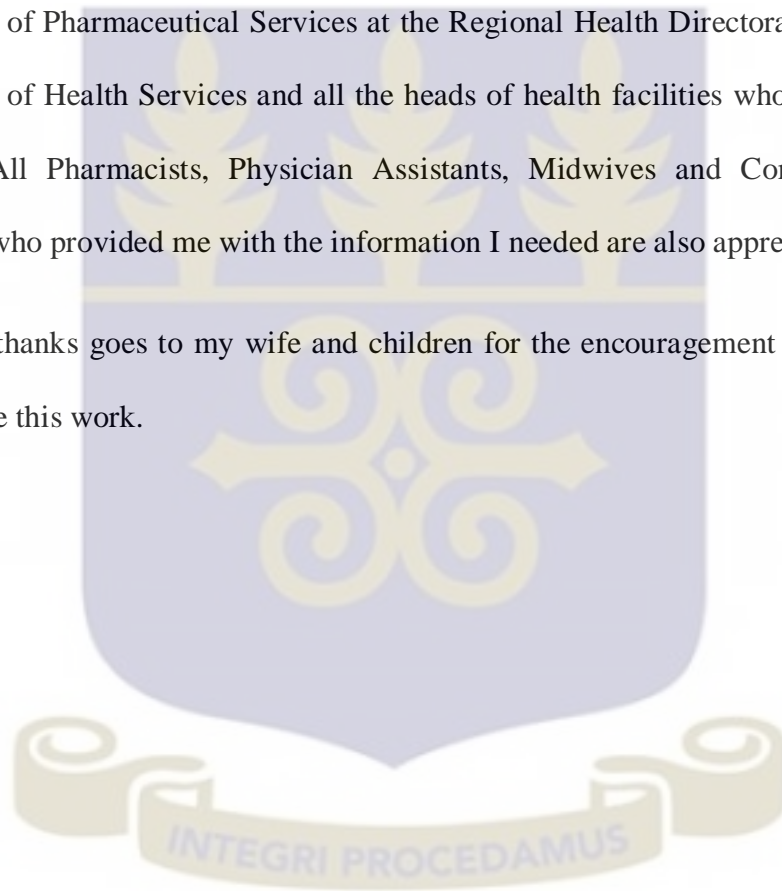 of Pharmaceutical Services at the Regional Health Directora
of Health Services and all the heads of health facilities who
All Pharmacists, Physician Assistants, Midwives and Co
who provided me with the information I needed are also appre
thanks goes to my wife and children for the encouragement
e this work.
INTEGRI PROCEDAMUS